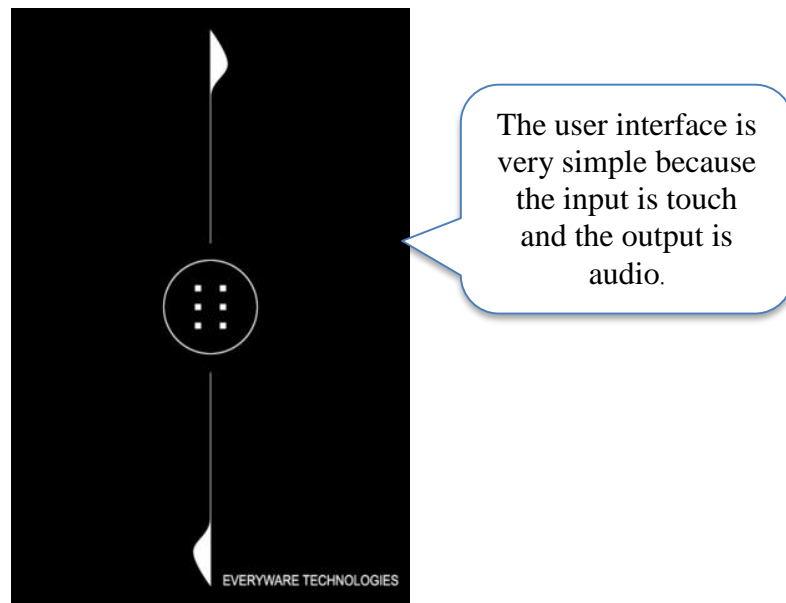 The user interface is
very simple because
the input is touch
and the output is
audio.
EVERYWARE TECHNOLOGIES